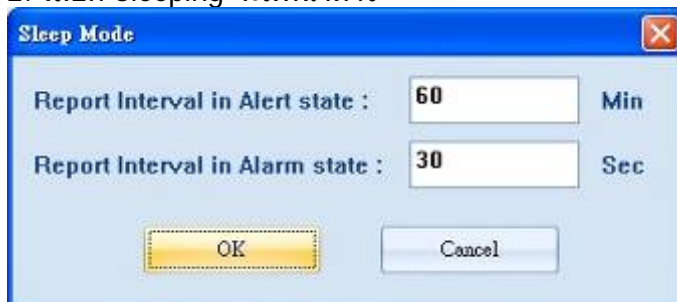 Sleep Mode
Report Interval in Alert state : 60 Min
Report Interval in Alarm state : 30 Sec
OK Cancel